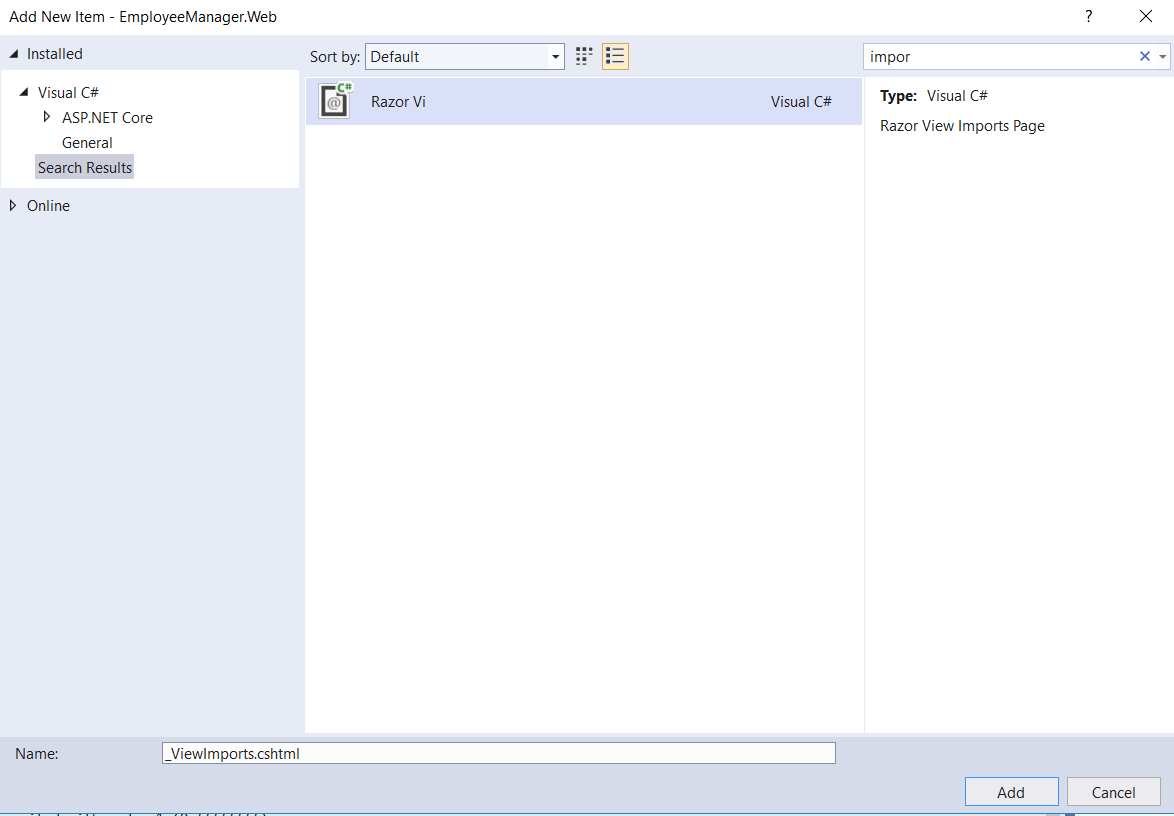 Add New Item - EmployeeManager.Web
?
Installed
Sort by: Default
impor
Visual C#
ASP.NET Core
General
Search Results
Online
C#
@
Razor Vi
Visual C#
Type: Visual C#
Razor View Imports Page
Name: _ViewImports.cshtml
Add
Cancel